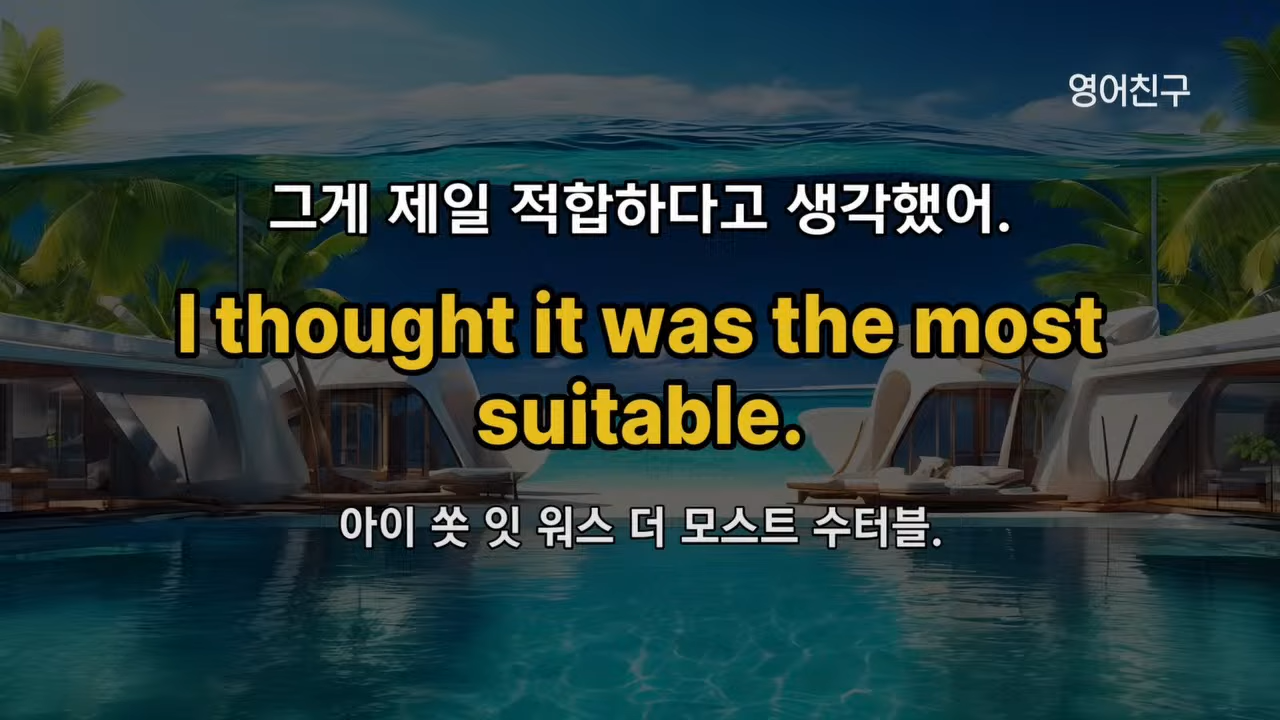 영어친구
그게 제일 적합하다고 생각했어.
I thought it was the most
suitable.
아이 쏫 잇 워스 더 모스트 수터블.